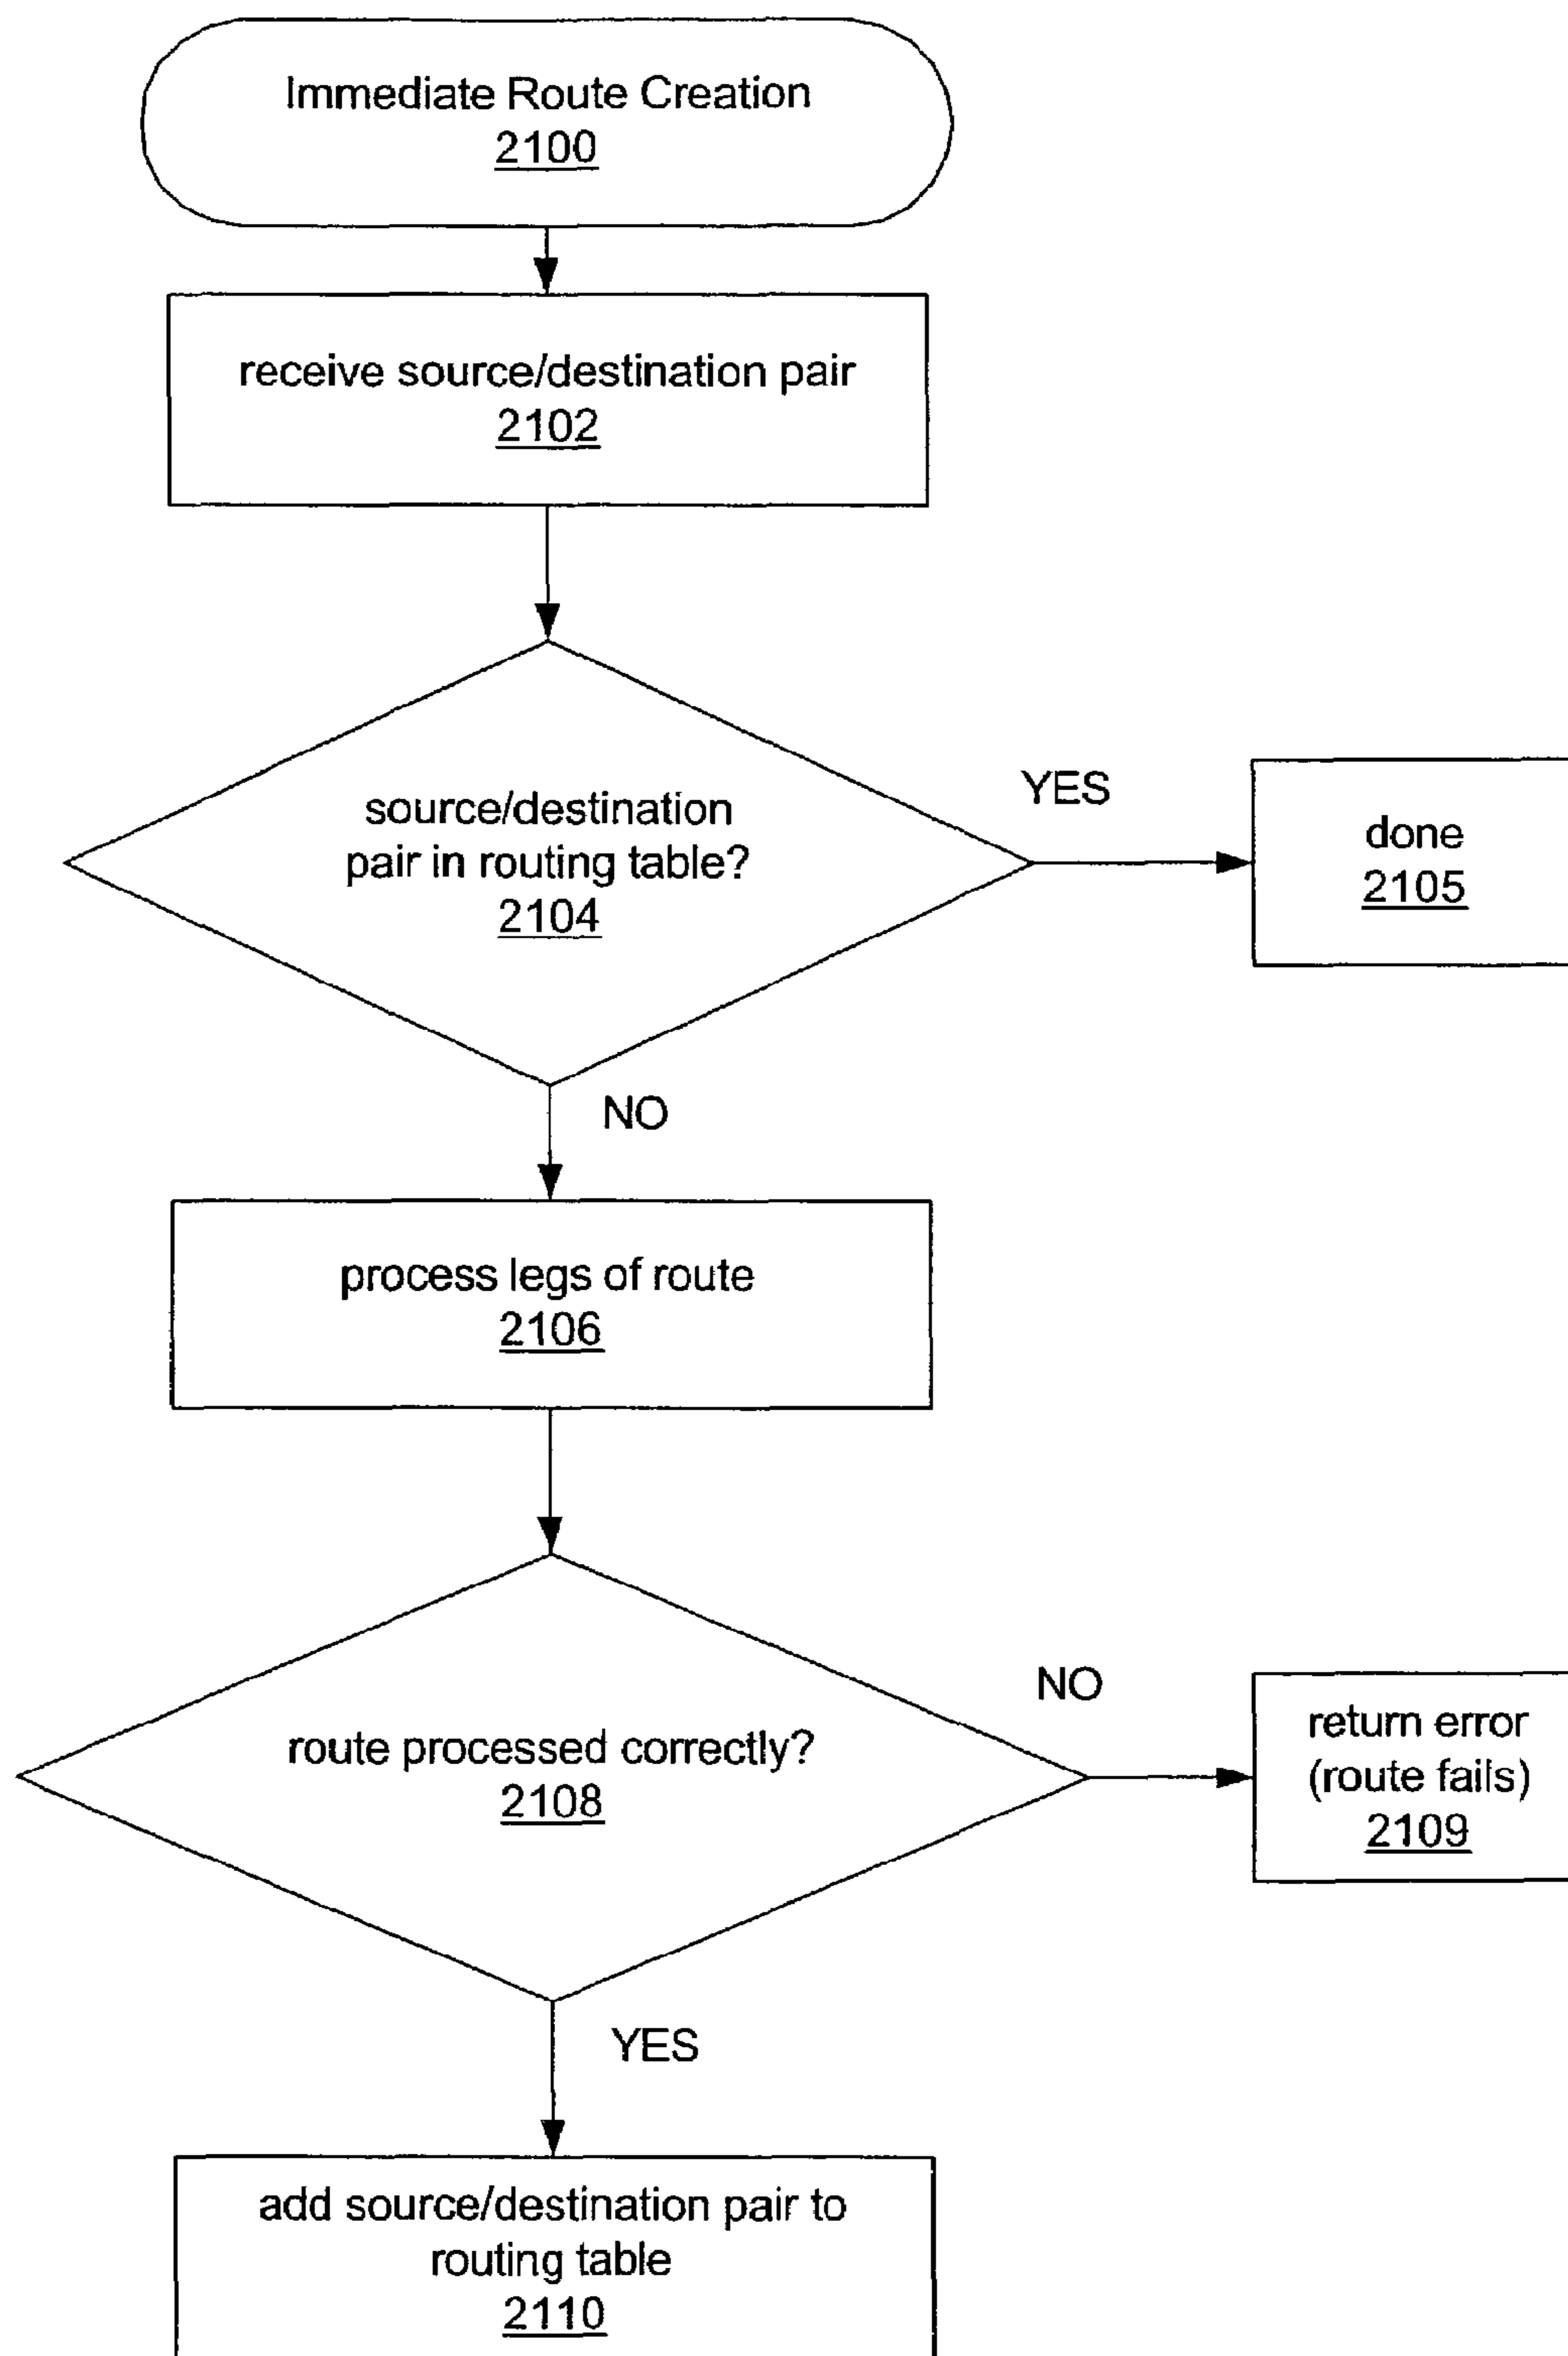 Immediate Route Creation
2100
receive source/destination pair
2102
source/destination
pair in routing table?
2104
YES
done
2105
NO
process legs of route
2106
route processed correctly?
2108
NO
return error
(route fails)
2109
YES
add source/destination pair to
routing table
2110